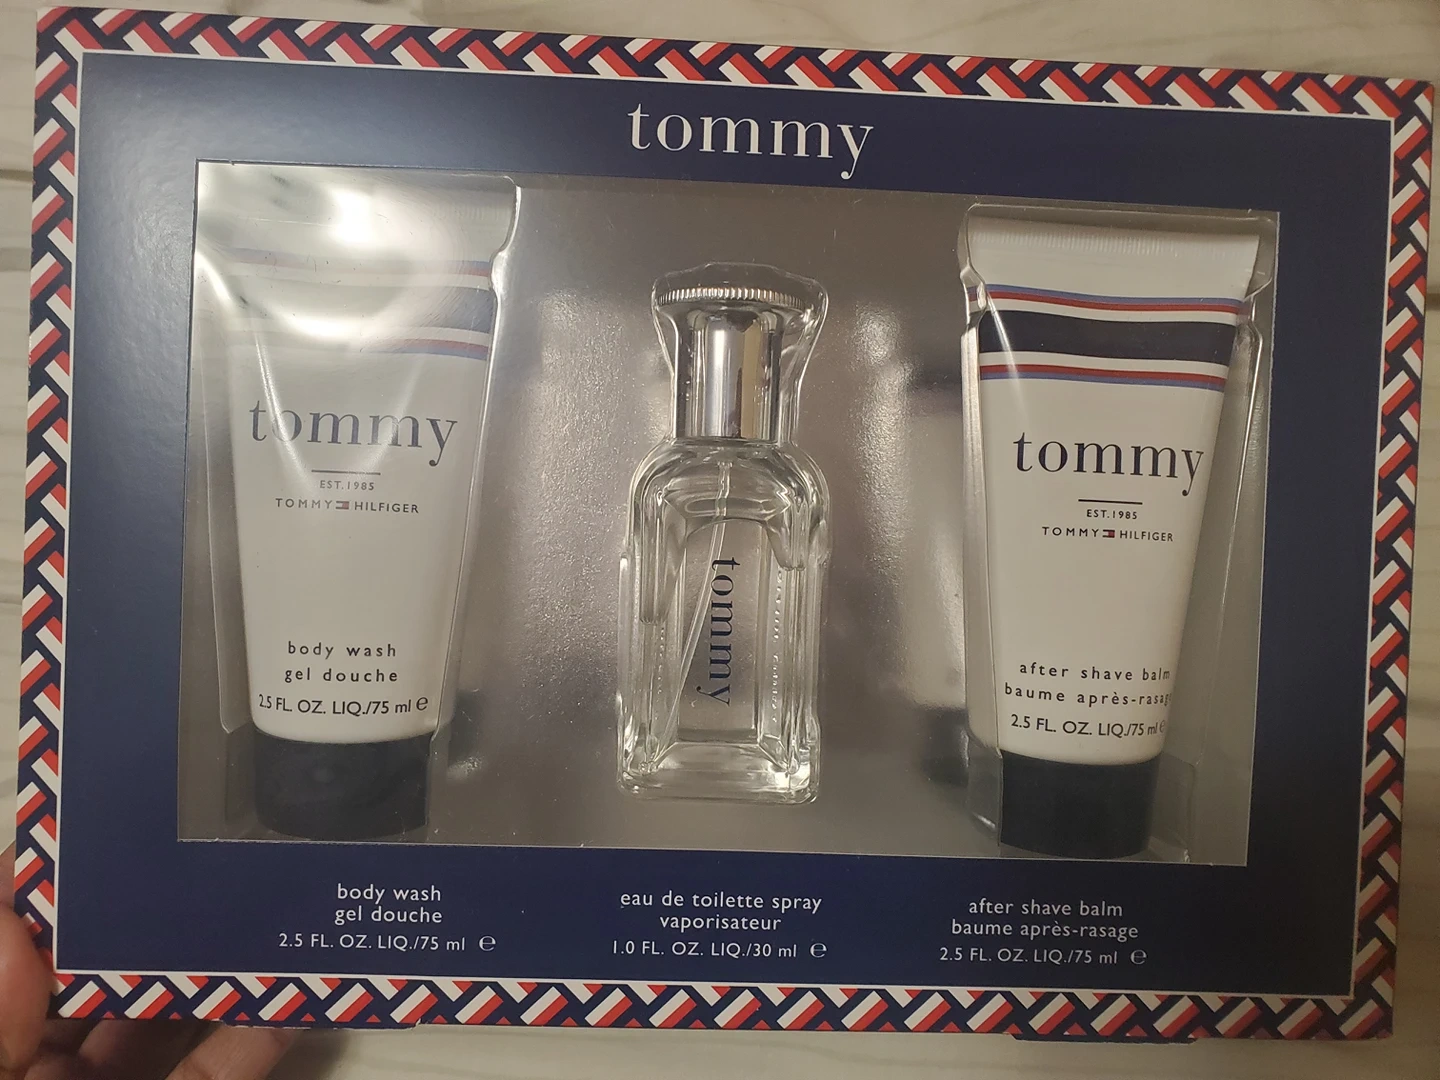 tommy
tommy
EST. 1985
TOMMY HILFIGER
body wash
gel douche
2.5 FL. OZ. LIQ./75 ml ℮
tommy
tommy
EST. 1985
TOMMY HILFIGER
after shave balm
baume après-rasage
2.5 FL. OZ. LIQ./75 ml ℮
body wash
gel douche
2.5 FL. OZ. LIQ./75 ml ℮
eau de toilette spray
vaporisateur
1.0 FL. OZ. LIQ./30 ml ℮
after shave balm
baume après-rasage
2.5 FL. OZ. LIQ./75 ml ℮